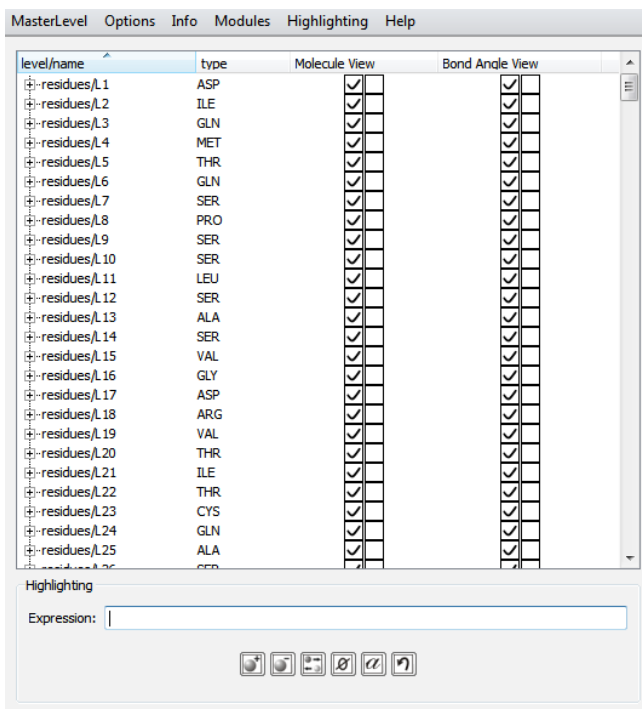 MasterLevel Options Info Modules Highlighting Help
level/name type Molecule View Bond Angle View
residues/L1 ASP
residues/L2 ILE
residues/L3 GLN
residues/L4 MET
residues/L5 THR
residues/L6 GLN
residues/L7 SER
residues/L8 PRO
residues/L9 SER
residues/L10 SER
residues/L11 LEU
residues/L12 SER
residues/L13 ALA
residues/L14 SER
residues/L15 VAL
residues/L16 GLY
residues/L17 ASP
residues/L18 ARG
residues/L19 VAL
residues/L20 THR
residues/L21 ILE
residues/L22 THR
residues/L23 CYS
residues/L24 GLN
residues/L25 ALA
residues/L26 SER
Highlighting
Expression:
a